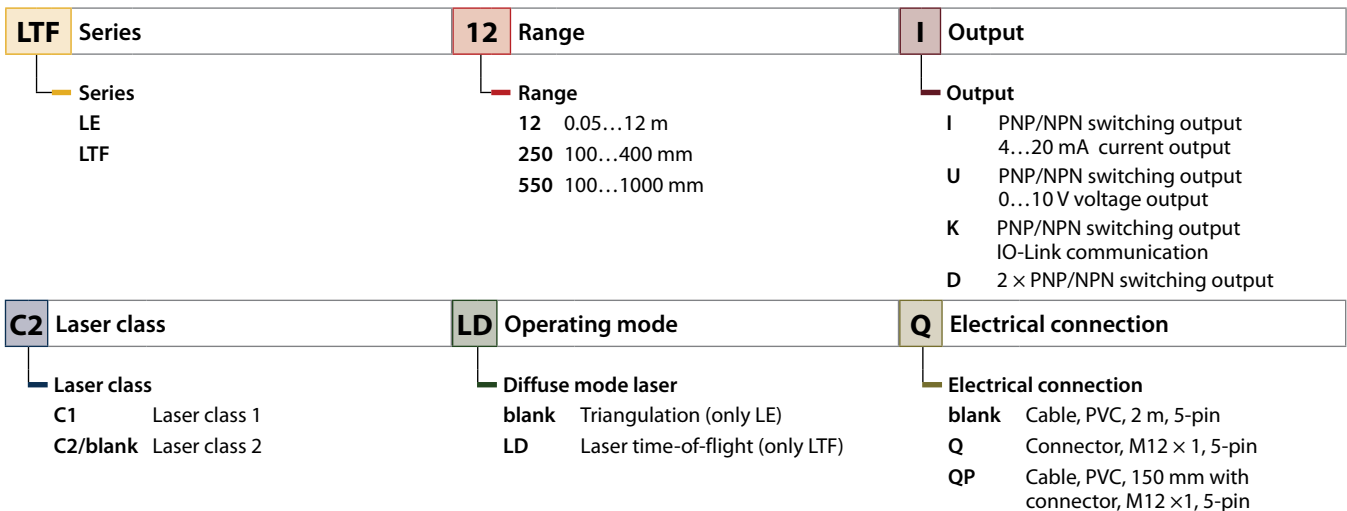 LTF Series
Series
LE
LTF
12 Range
Range
12 0.05…12 m
250 100…400 mm
550 100…1000 mm
I Output
Output
I PNP/NPN switching output
4…20 mA current output
U PNP/NPN switching output
0…10 V voltage output
K PNP/NPN switching output
IO-Link communication
D 2 × PNP/NPN switching output
C2 Laser class
Laser class
C1 Laser class 1
C2/blank Laser class 2
LD Operating mode
Diffuse mode laser
blank Triangulation (only LE)
LD Laser time-of-flight (only LTF)
Q Electrical connection
Electrical connection
blank Cable, PVC, 2 m, 5-pin
Q Connector, M12 × 1, 5-pin
QP Cable, PVC, 150 mm with
connector, M12 ×1, 5-pin